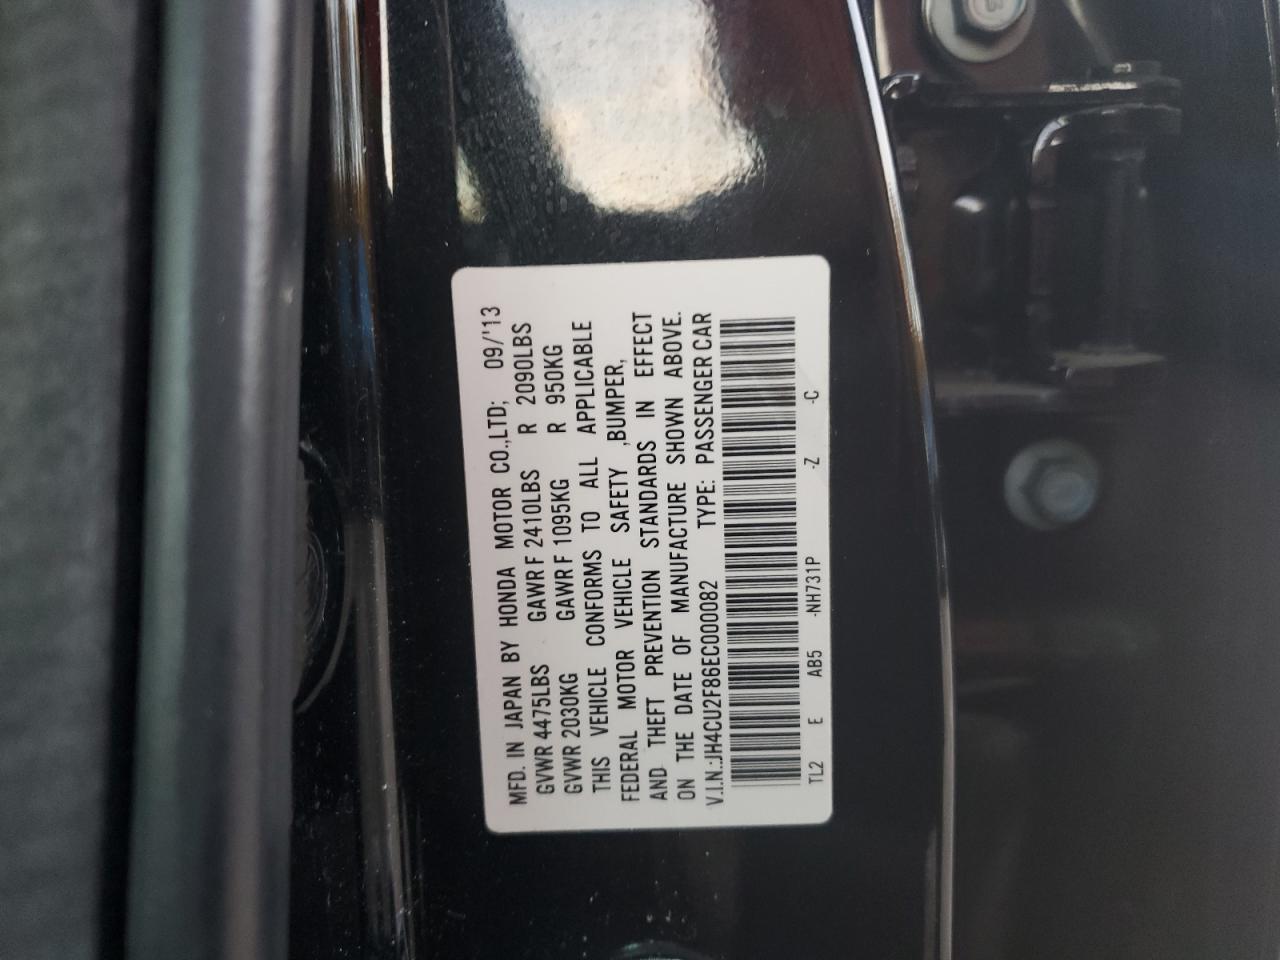 MFD. IN JAPAN BY HONDA MOTOR CO.,LTD; 09/'13
GVWR 4475LBS GAWR F 2410LBS R 2090LBS
GVWR 2030KG GAWR F 1095KG R 950KG
THIS VEHICLE CONFORMS TO ALL APPLICABLE
FEDERAL MOTOR VEHICLE SAFETY ,BUMPER,
AND THEFT PREVENTION STANDARDS IN EFFECT
ON THE DATE OF MANUFACTURE SHOWN ABOVE.
V.I.N.:JH4CU2F86EC000082 TYPE: PASSENGER CAR
TL2 E AB5 -NH731P -Z -C